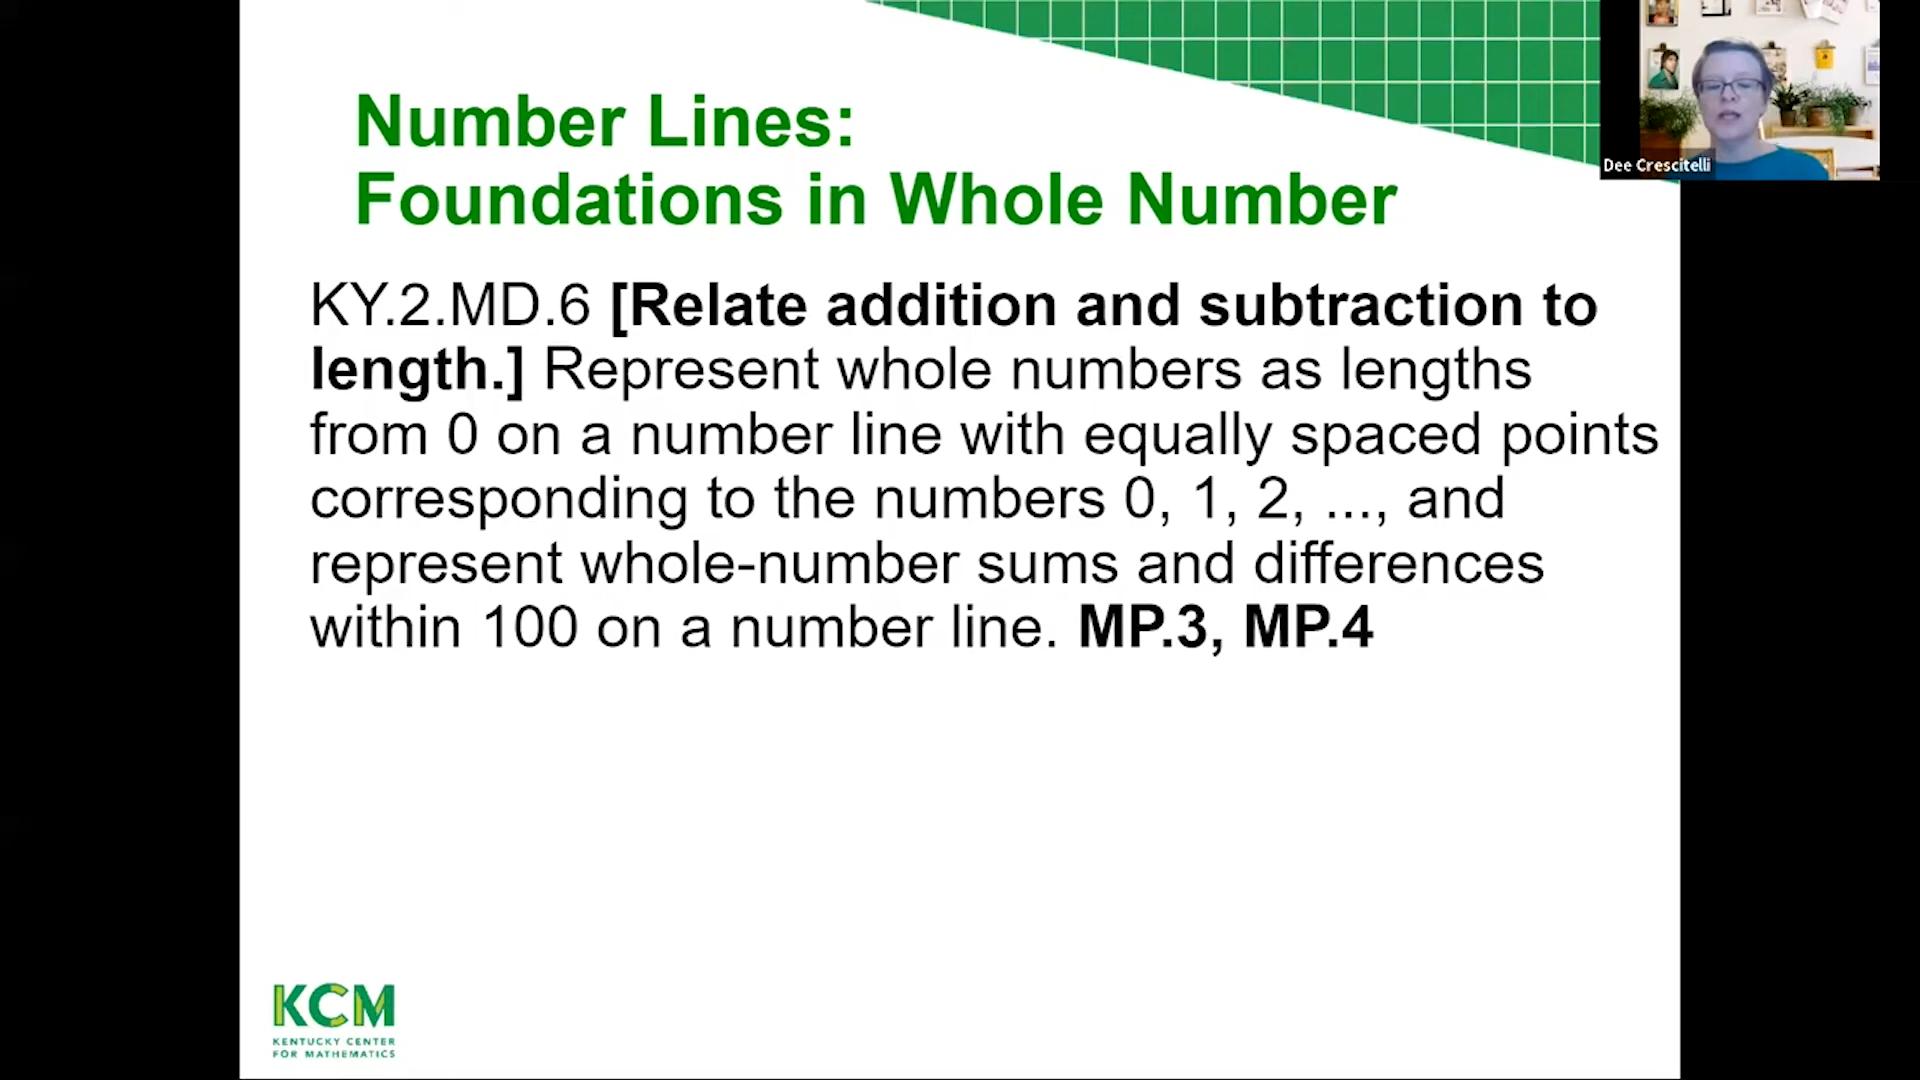 Number Lines:
Foundations in Whole Number
Dee Crescitelli
KY.2.MD.6 [Relate addition and subtraction to
length.] Represent whole numbers as lengths
from 0 on a number line with equally spaced points
corresponding to the numbers 0, 1, 2, ..., and
represent whole-number sums and differences
within 100 on a number line. MP.3, MP.4
KCM
KENTUCKY CENTER
FOR MATHEMATICS